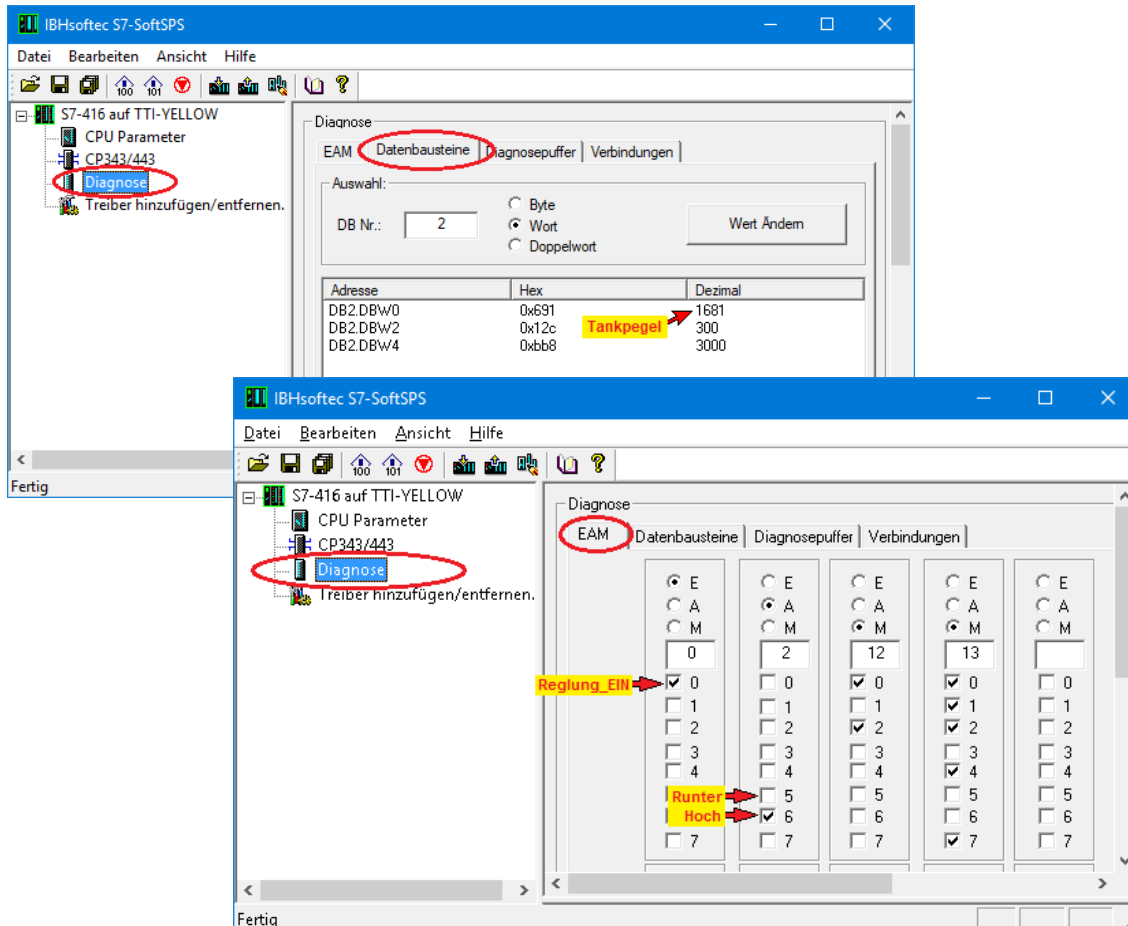 IBHsoftec S7-SoftSPS
Datei Bearbeiten Ansicht Hilfe
100 101
S7-416 auf TTI-YELLOW
CPU Parameter
CP343/443
Diagnose
Treiber hinzufügen/entfernen.
Diagnose
EAM Datenbausteine Diagnosepuffer Verbindungen
Auswahl:
DB Nr.: 2
Byte
Wort
Doppelwort
Wert Ändern
Adresse Hex Dezimal
DB2.DBW0 0x691 1681
DB2.DBW2 0x12c 300
DB2.DBW4 0xbb8 3000
Tankpegel
Fertig
IBHsoftec S7-SoftSPS
Datei Bearbeiten Ansicht Hilfe
100 101
S7-416 auf TTI-YELLOW
CPU Parameter
CP343/443
Diagnose
Treiber hinzufügen/entfernen.
Diagnose
EAM Datenbausteine Diagnosepuffer Verbindungen
E E E E E
A A A A A
M M M M M
0 2 12 13
Reglung_EIN 0 0 0 0 0
1 1 1 1 1
2 2 2 2 2
3 3 3 3 3
4 4 4 4 4
Runter 5 5 5 5
Hoch 6 6 6 6
7 7 7 7 7
Fertig